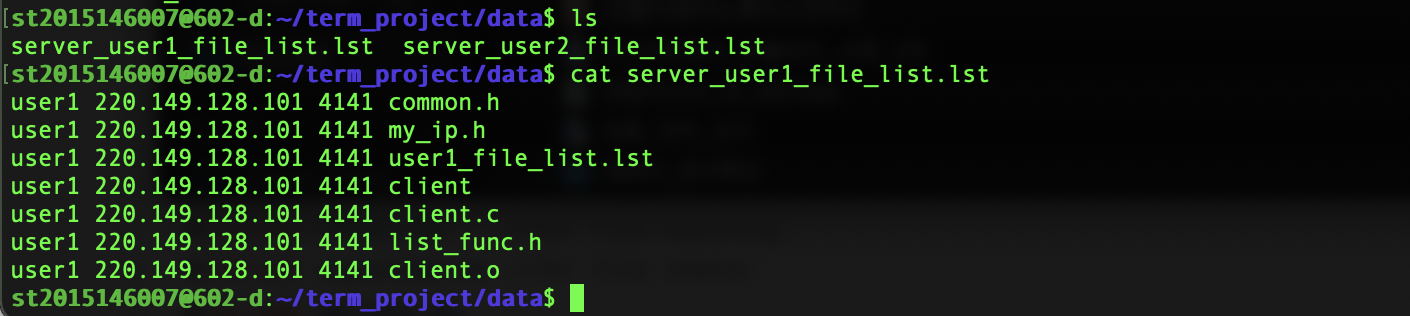 [st2015146007@602-d:~/term_project/data$ ls
server_user1_file_list.lst  server_user2_file_list.lst
[st2015146007@602-d:~/term_project/data$ cat server_user1_file_list.lst
user1 220.149.128.101 4141 common.h
user1 220.149.128.101 4141 my_ip.h
user1 220.149.128.101 4141 user1_file_list.lst
user1 220.149.128.101 4141 client
user1 220.149.128.101 4141 client.c
user1 220.149.128.101 4141 list_func.h
user1 220.149.128.101 4141 client.o
st2015146007@602-d:~/term_project/data$